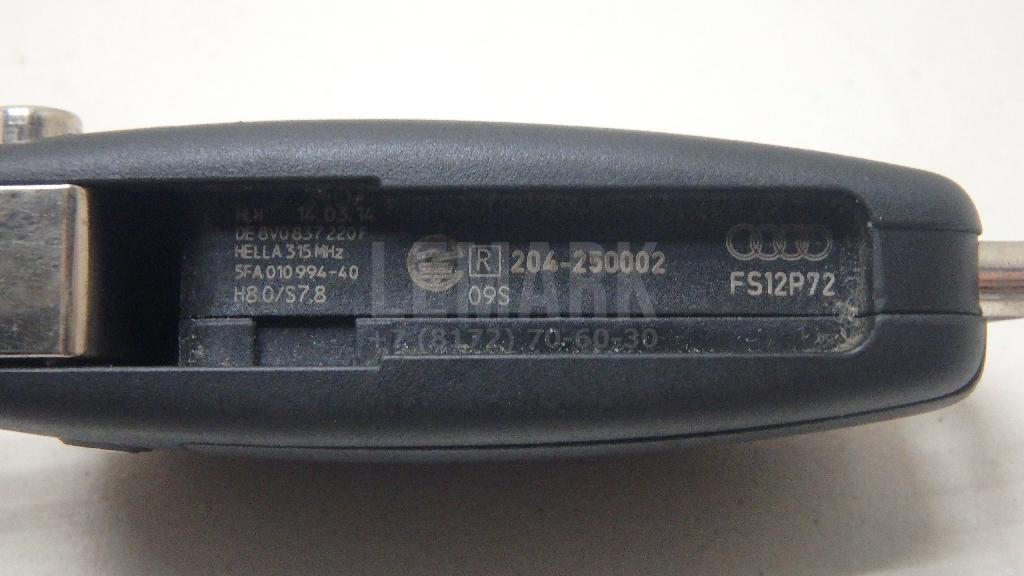 HLH 14 03 14
DE 8V0 837 220 F
HELLA 315 MHz
5FA 010 994-40
H8.0/S7.8
R 204-250002
09S
FS12P72
LEMARK
+7 (8172) 70-60-30